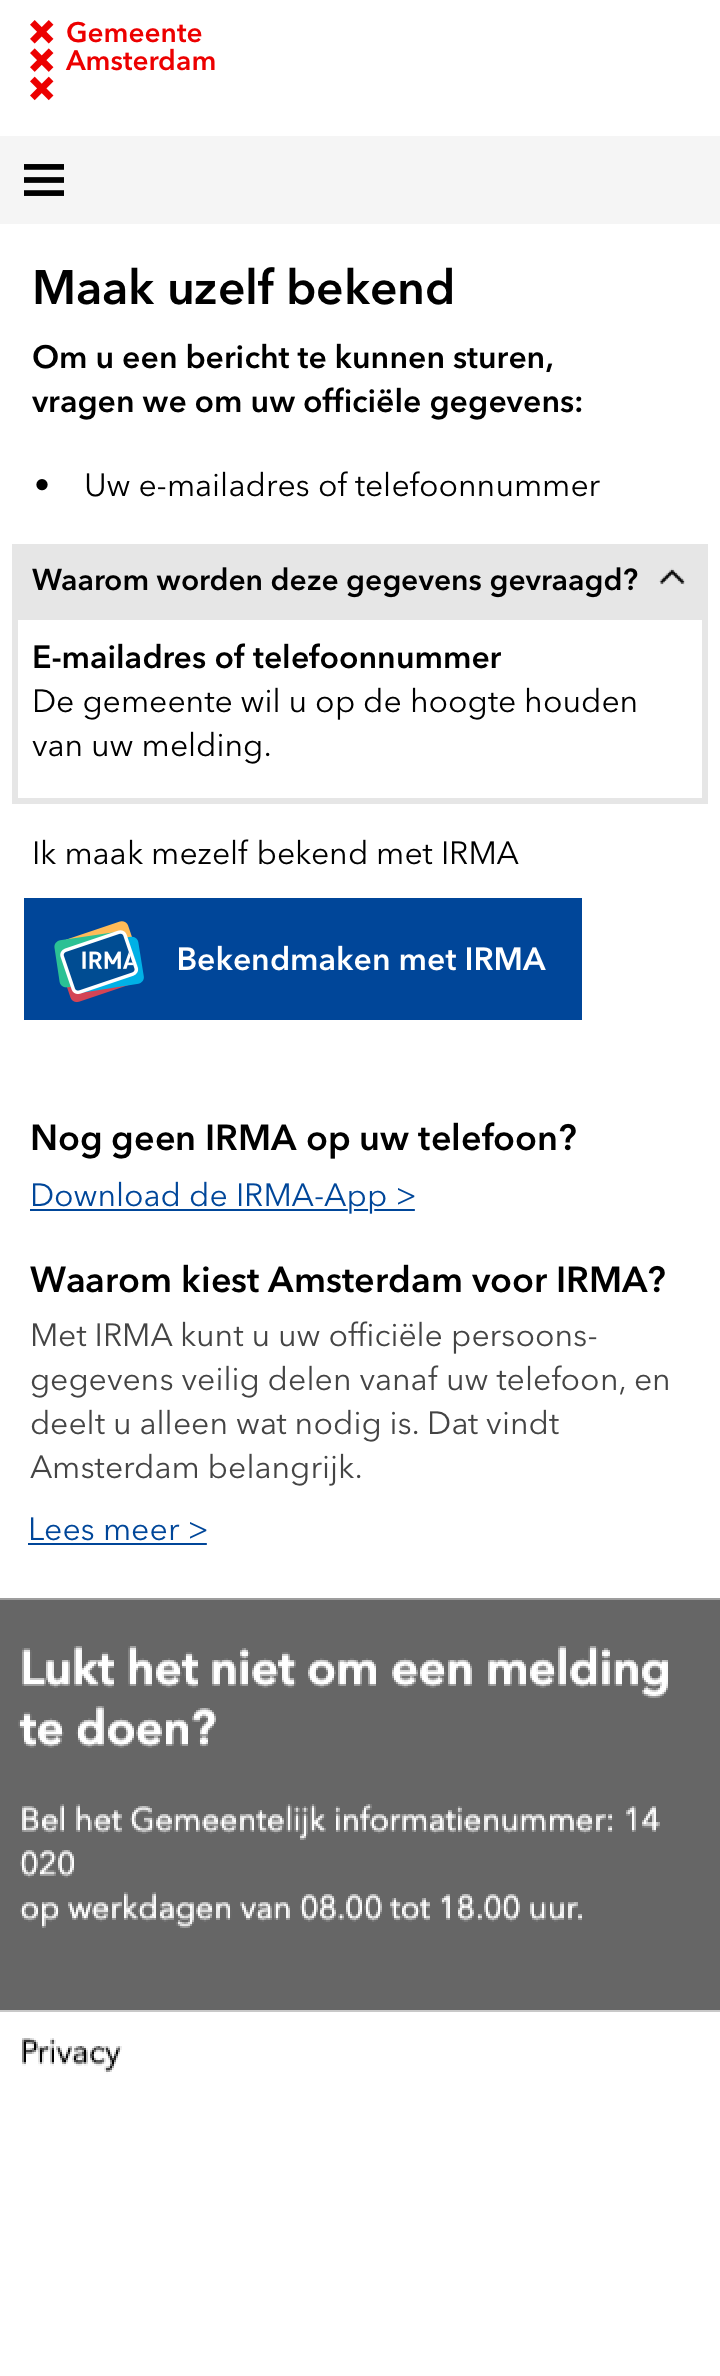 Gemeente
Amsterdam
Maak uzelf bekend
Om u een bericht te kunnen sturen,
vragen we om uw officiële gegevens:
• Uw e-mailadres of telefoonnummer
Waarom worden deze gegevens gevraagd?
E-mailadres of telefoonnummer
De gemeente wil u op de hoogte houden
van uw melding.
Ik maak mezelf bekend met IRMA
IRMA Bekendmaken met IRMA
Nog geen IRMA op uw telefoon?
Download de IRMA-App >
Waarom kiest Amsterdam voor IRMA?
Met IRMA kunt u uw officiële persoons-
gegevens veilig delen vanaf uw telefoon, en
deelt u alleen wat nodig is. Dat vindt
Amsterdam belangrijk.
Lees meer >
Lukt het niet om een melding
te doen?
Bel het Gemeentelijk informatienummer: 14
020
op werkdagen van 08.00 tot 18.00 uur.
Privacy